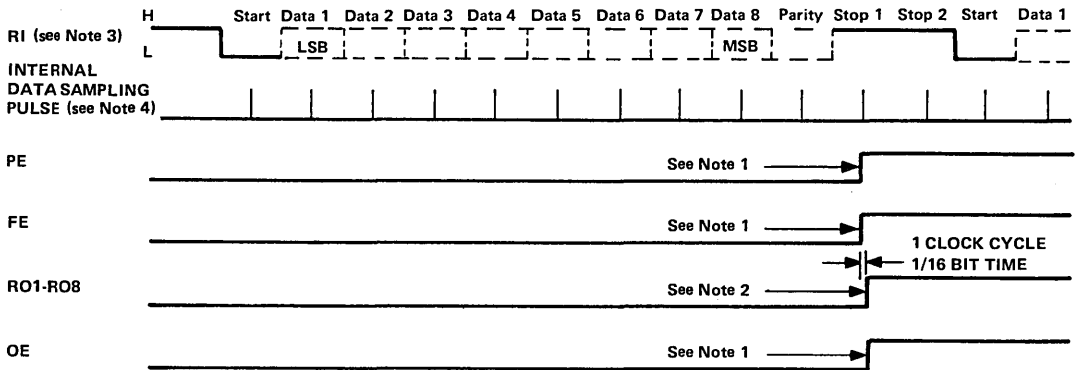 H Start Data 1 Data 2 Data 3 Data 4 Data 5 Data 6 Data 7 Data 8 Parity Stop 1 Stop 2 Start Data 1
RI (see Note 3)
L LSB MSB
INTERNAL
DATA SAMPLING
PULSE (see Note 4)
PE See Note 1
FE See Note 1
1 CLOCK CYCLE
1/16 BIT TIME
RO1-RO8 See Note 2
OE See Note 1